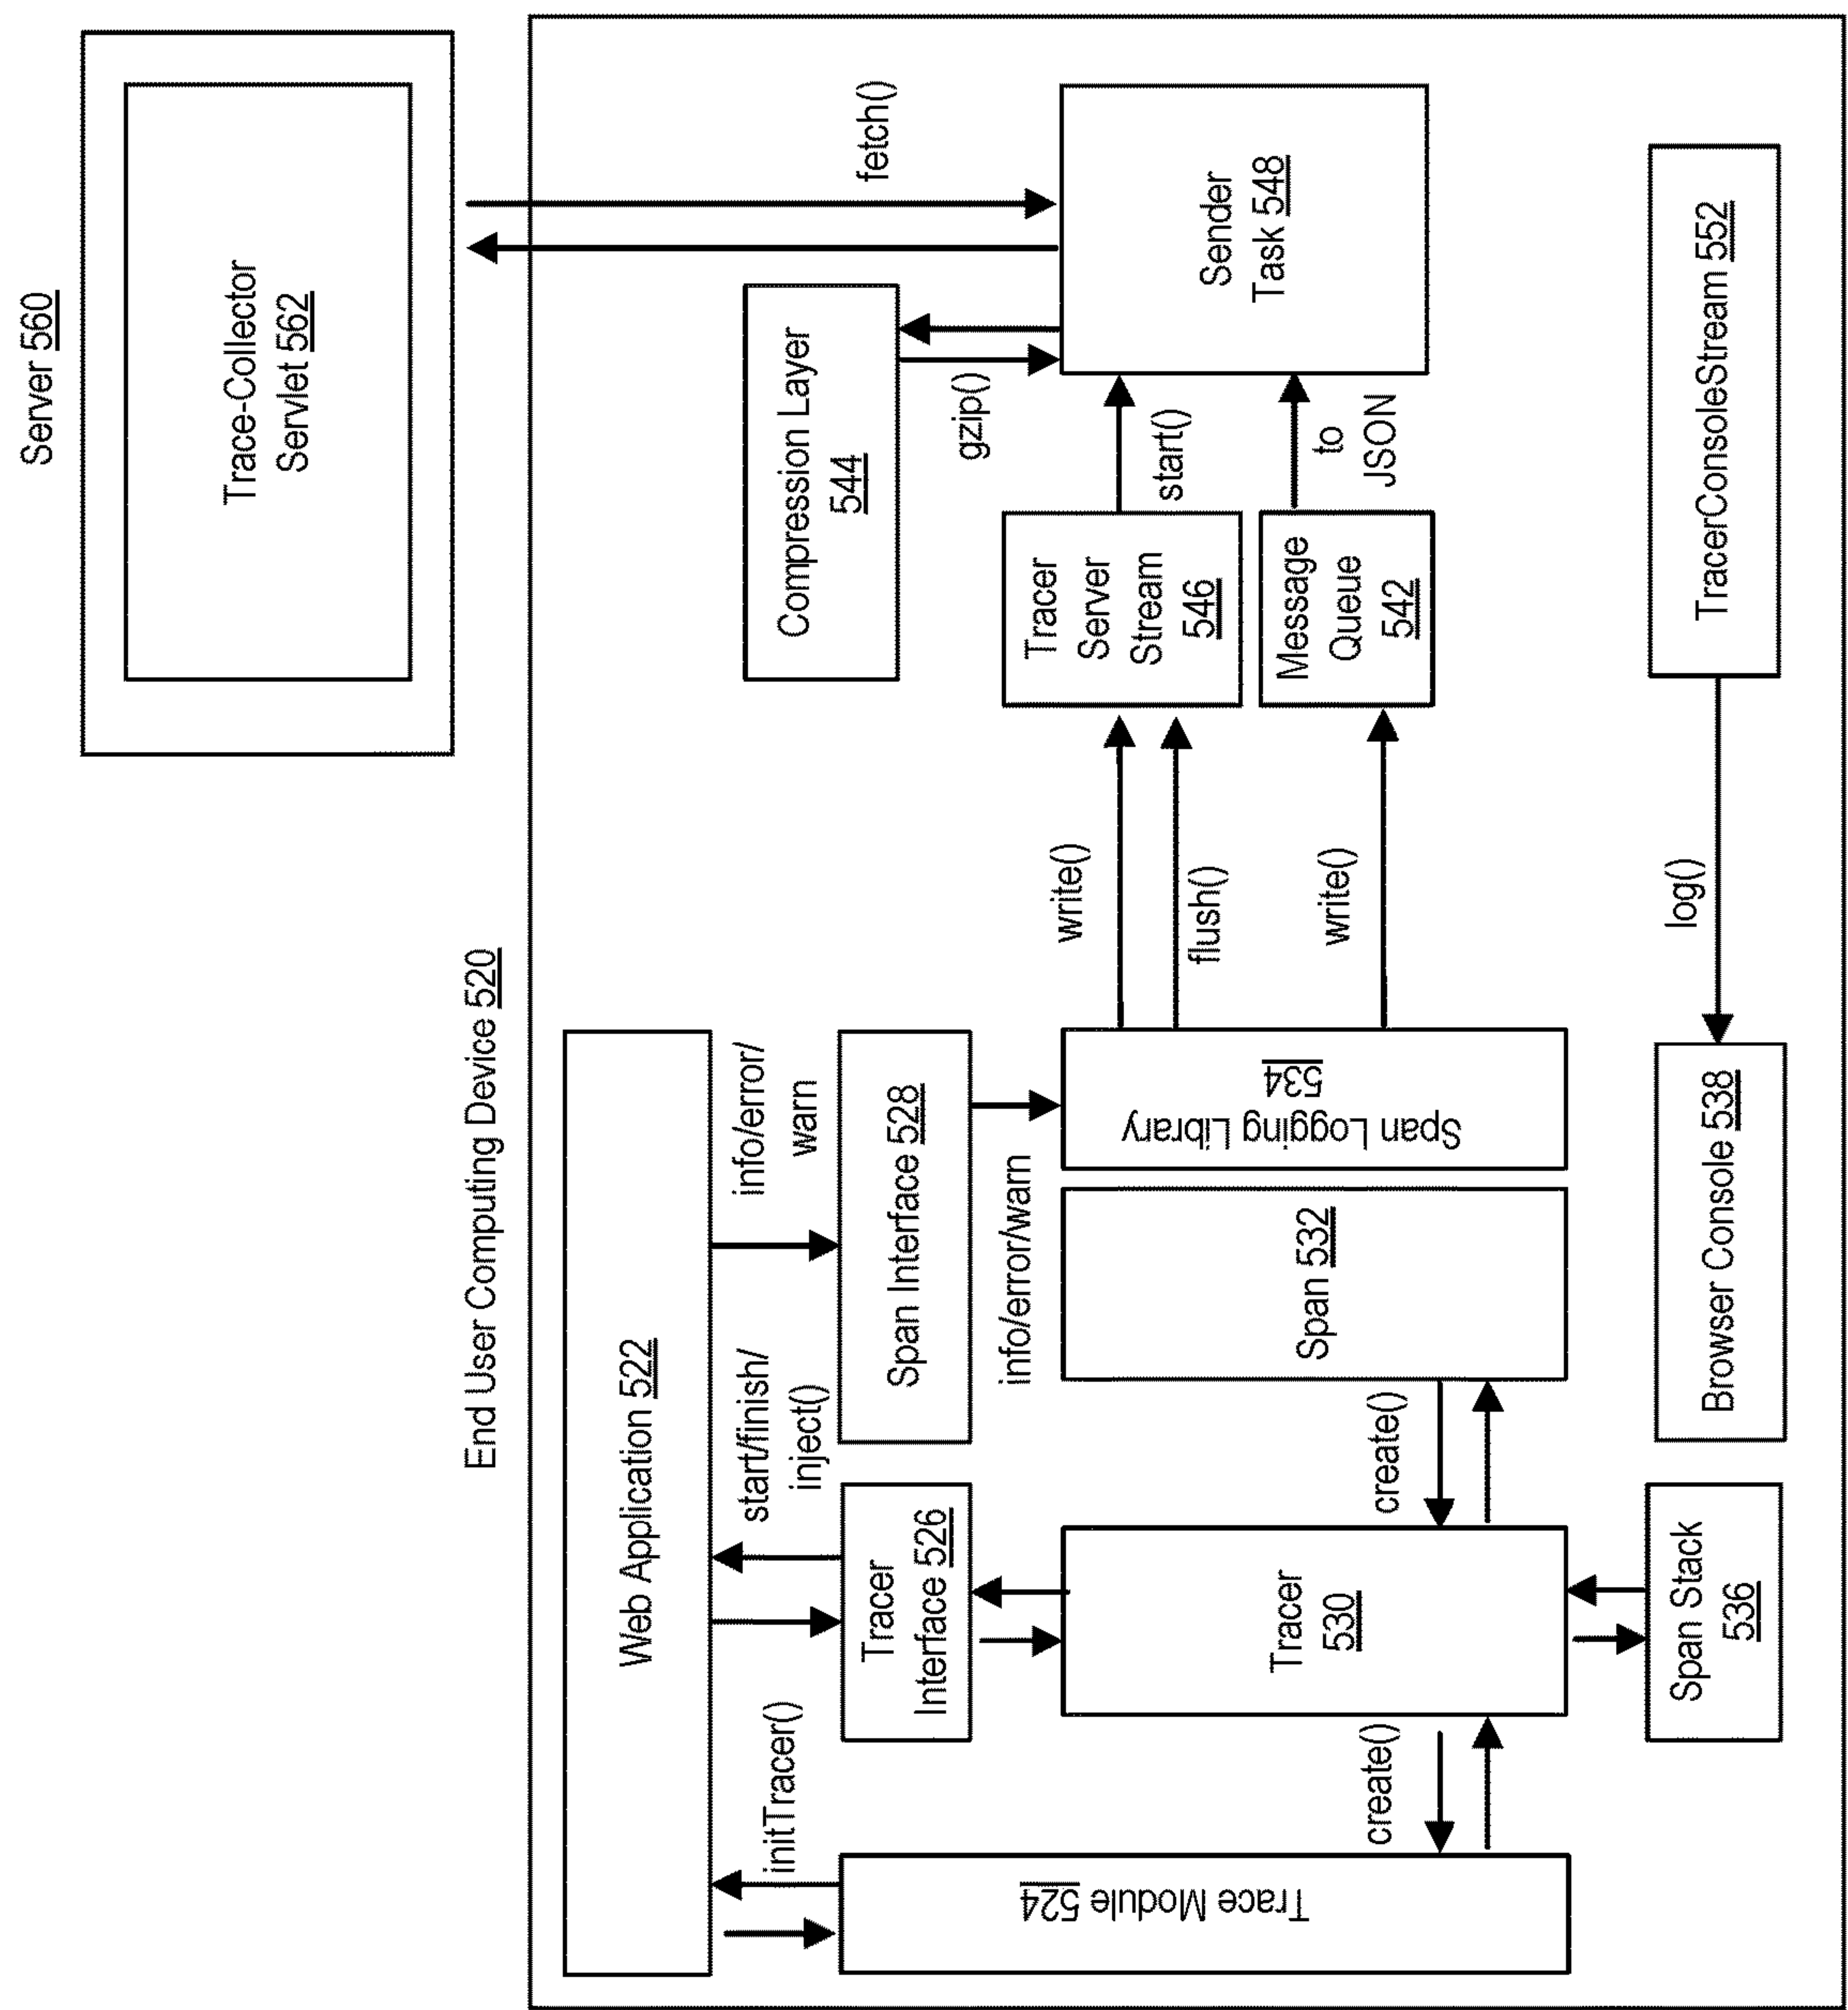 Server 560
Trace-Collector
Servlet 562
End User Computing Device 520
Web Application 522
initTracer()
start/finish/
inject()
info/error/
warn
Trace Module 524
Tracer
Interface 526
Span Interface 528
info/error/warn
create()
Tracer
530
create()
Span 532
Span Logging Library
534
write()
flush()
write()
Compression Layer
544
gzip()
fetch()
Tracer
Server
Stream
546
start()
Message
Queue
542
to
JSON
Sender
Task 548
Span Stack
536
Browser Console 538
log()
TracerConsoleStream 552